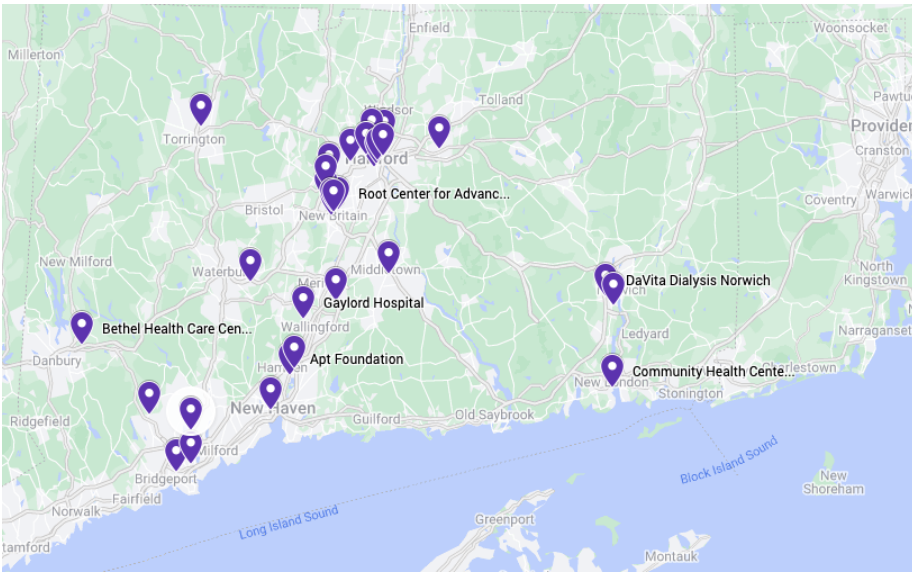 Enfield
Woonsocket
Millerton
Tolland
Torrington
Providen
Cranston
Bristol
Root Center for Advanc...
Coventry
Warwick
New Britain
New Milford
Waterbu
Middletown
North
Kingstown
DaVita Dialysis Norwich
Gaylord Hospital
Bethel Health Care Cen...
Wallingford
Ledyard
Narraganset
Danbury
Apt Foundation
Community Health Cente...
Charlestown
New London
Stonington
Ridgefield
New Haven
Guilford
Old Saybrook
Milford
Bridgeport
Block Island Sound
New
Shoreham
Fairfield
Norwalk
Long Island Sound
Greenport
tamford
Montauk